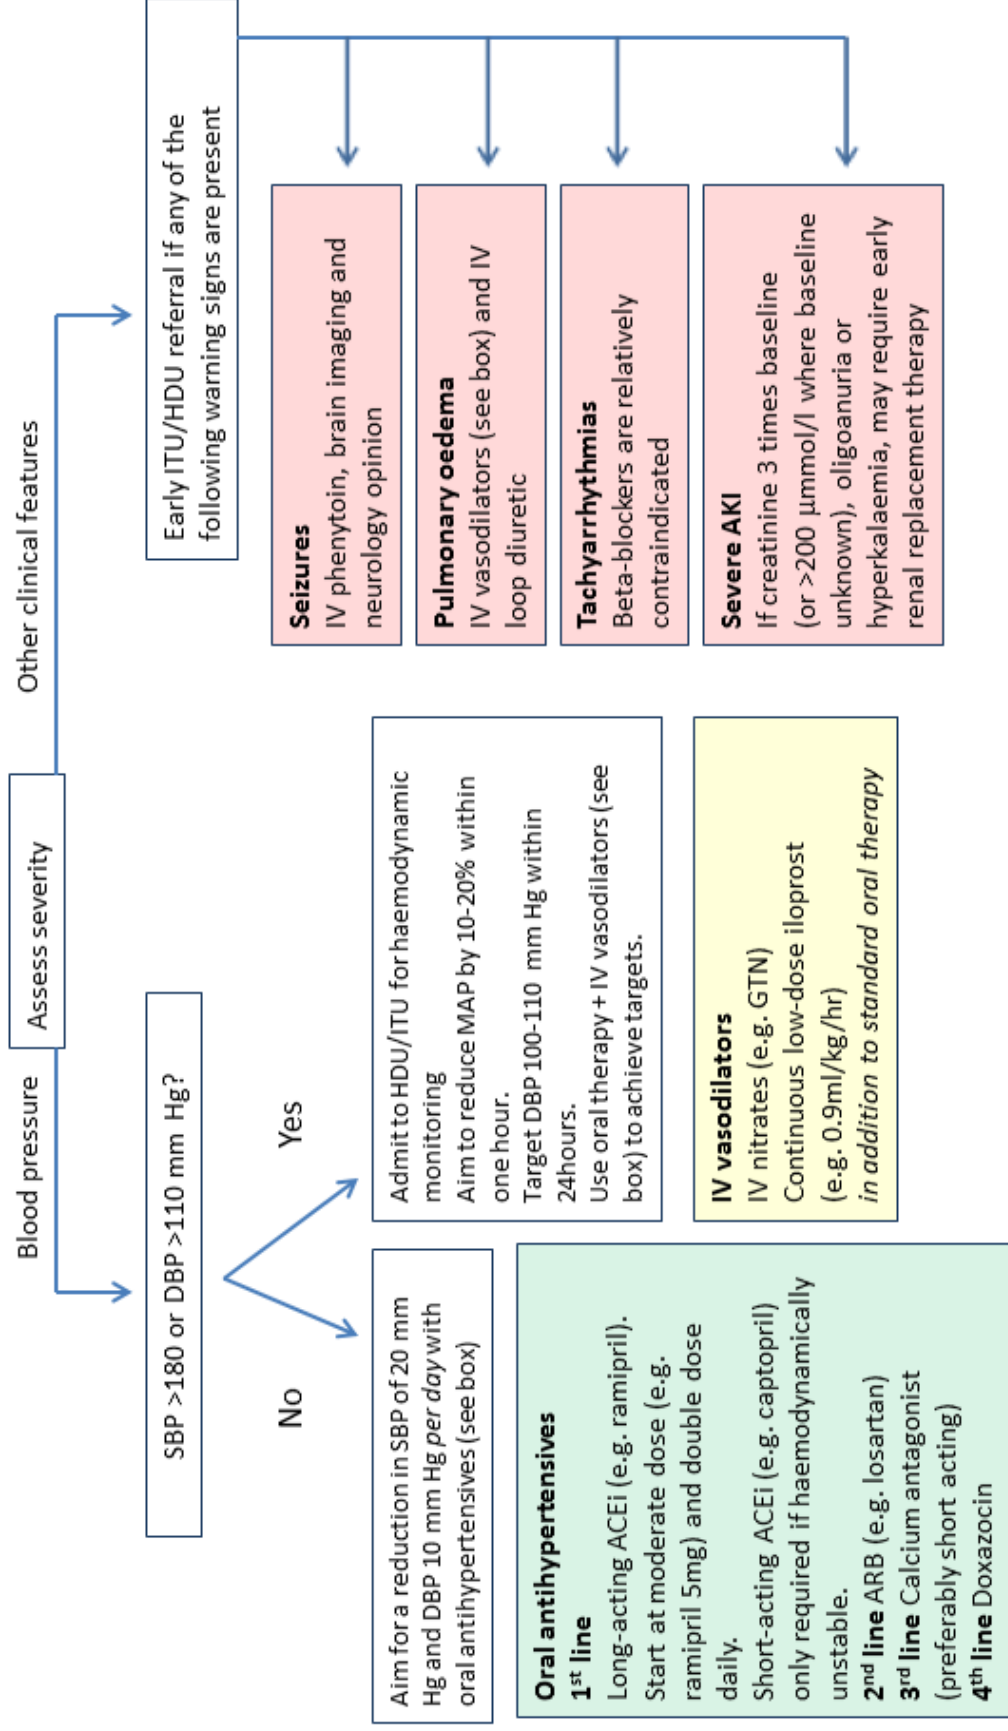 Assess severity
Blood pressure
Other clinical features
SBP >180 or DBP >110 mm Hg?
No
Yes
Aim for a reduction in SBP of 20 mm
Hg and DBP 10 mm Hg per day with
oral antihypertensives (see box)
Admit to HDU/ITU for haemodynamic
monitoring
Aim to reduce MAP by 10-20% within
one hour.
Target DBP 100-110 mm Hg within
24hours.
Use oral therapy + IV vasodilators (see
box) to achieve targets.
Oral antihypertensives
1st line
Long-acting ACEi (e.g. ramipril).
Start at moderate dose (e.g.
ramipril 5mg) and double dose
daily.
Short-acting ACEi (e.g. captopril)
only required if haemodynamically
unstable.
2nd line ARB (e.g. losartan)
3rd line Calcium antagonist
(preferably short acting)
4th line Doxazocin
IV vasodilators
IV nitrates (e.g. GTN)
Continuous low-dose iloprost
(e.g. 0.9ml/kg/hr)
in addition to standard oral therapy
Early ITU/HDU referral if any of the
following warning signs are present
Seizures
IV phenytoin, brain imaging and
neurology opinion
Pulmonary oedema
IV vasodilators (see box) and IV
loop diuretic
Tachyarrhythmias
Beta-blockers are relatively
contraindicated
Severe AKI
If creatinine 3 times baseline
(or >200 µmmol/l where baseline
unknown), oligoanuria or
hyperkalaemia, may require early
renal replacement therapy